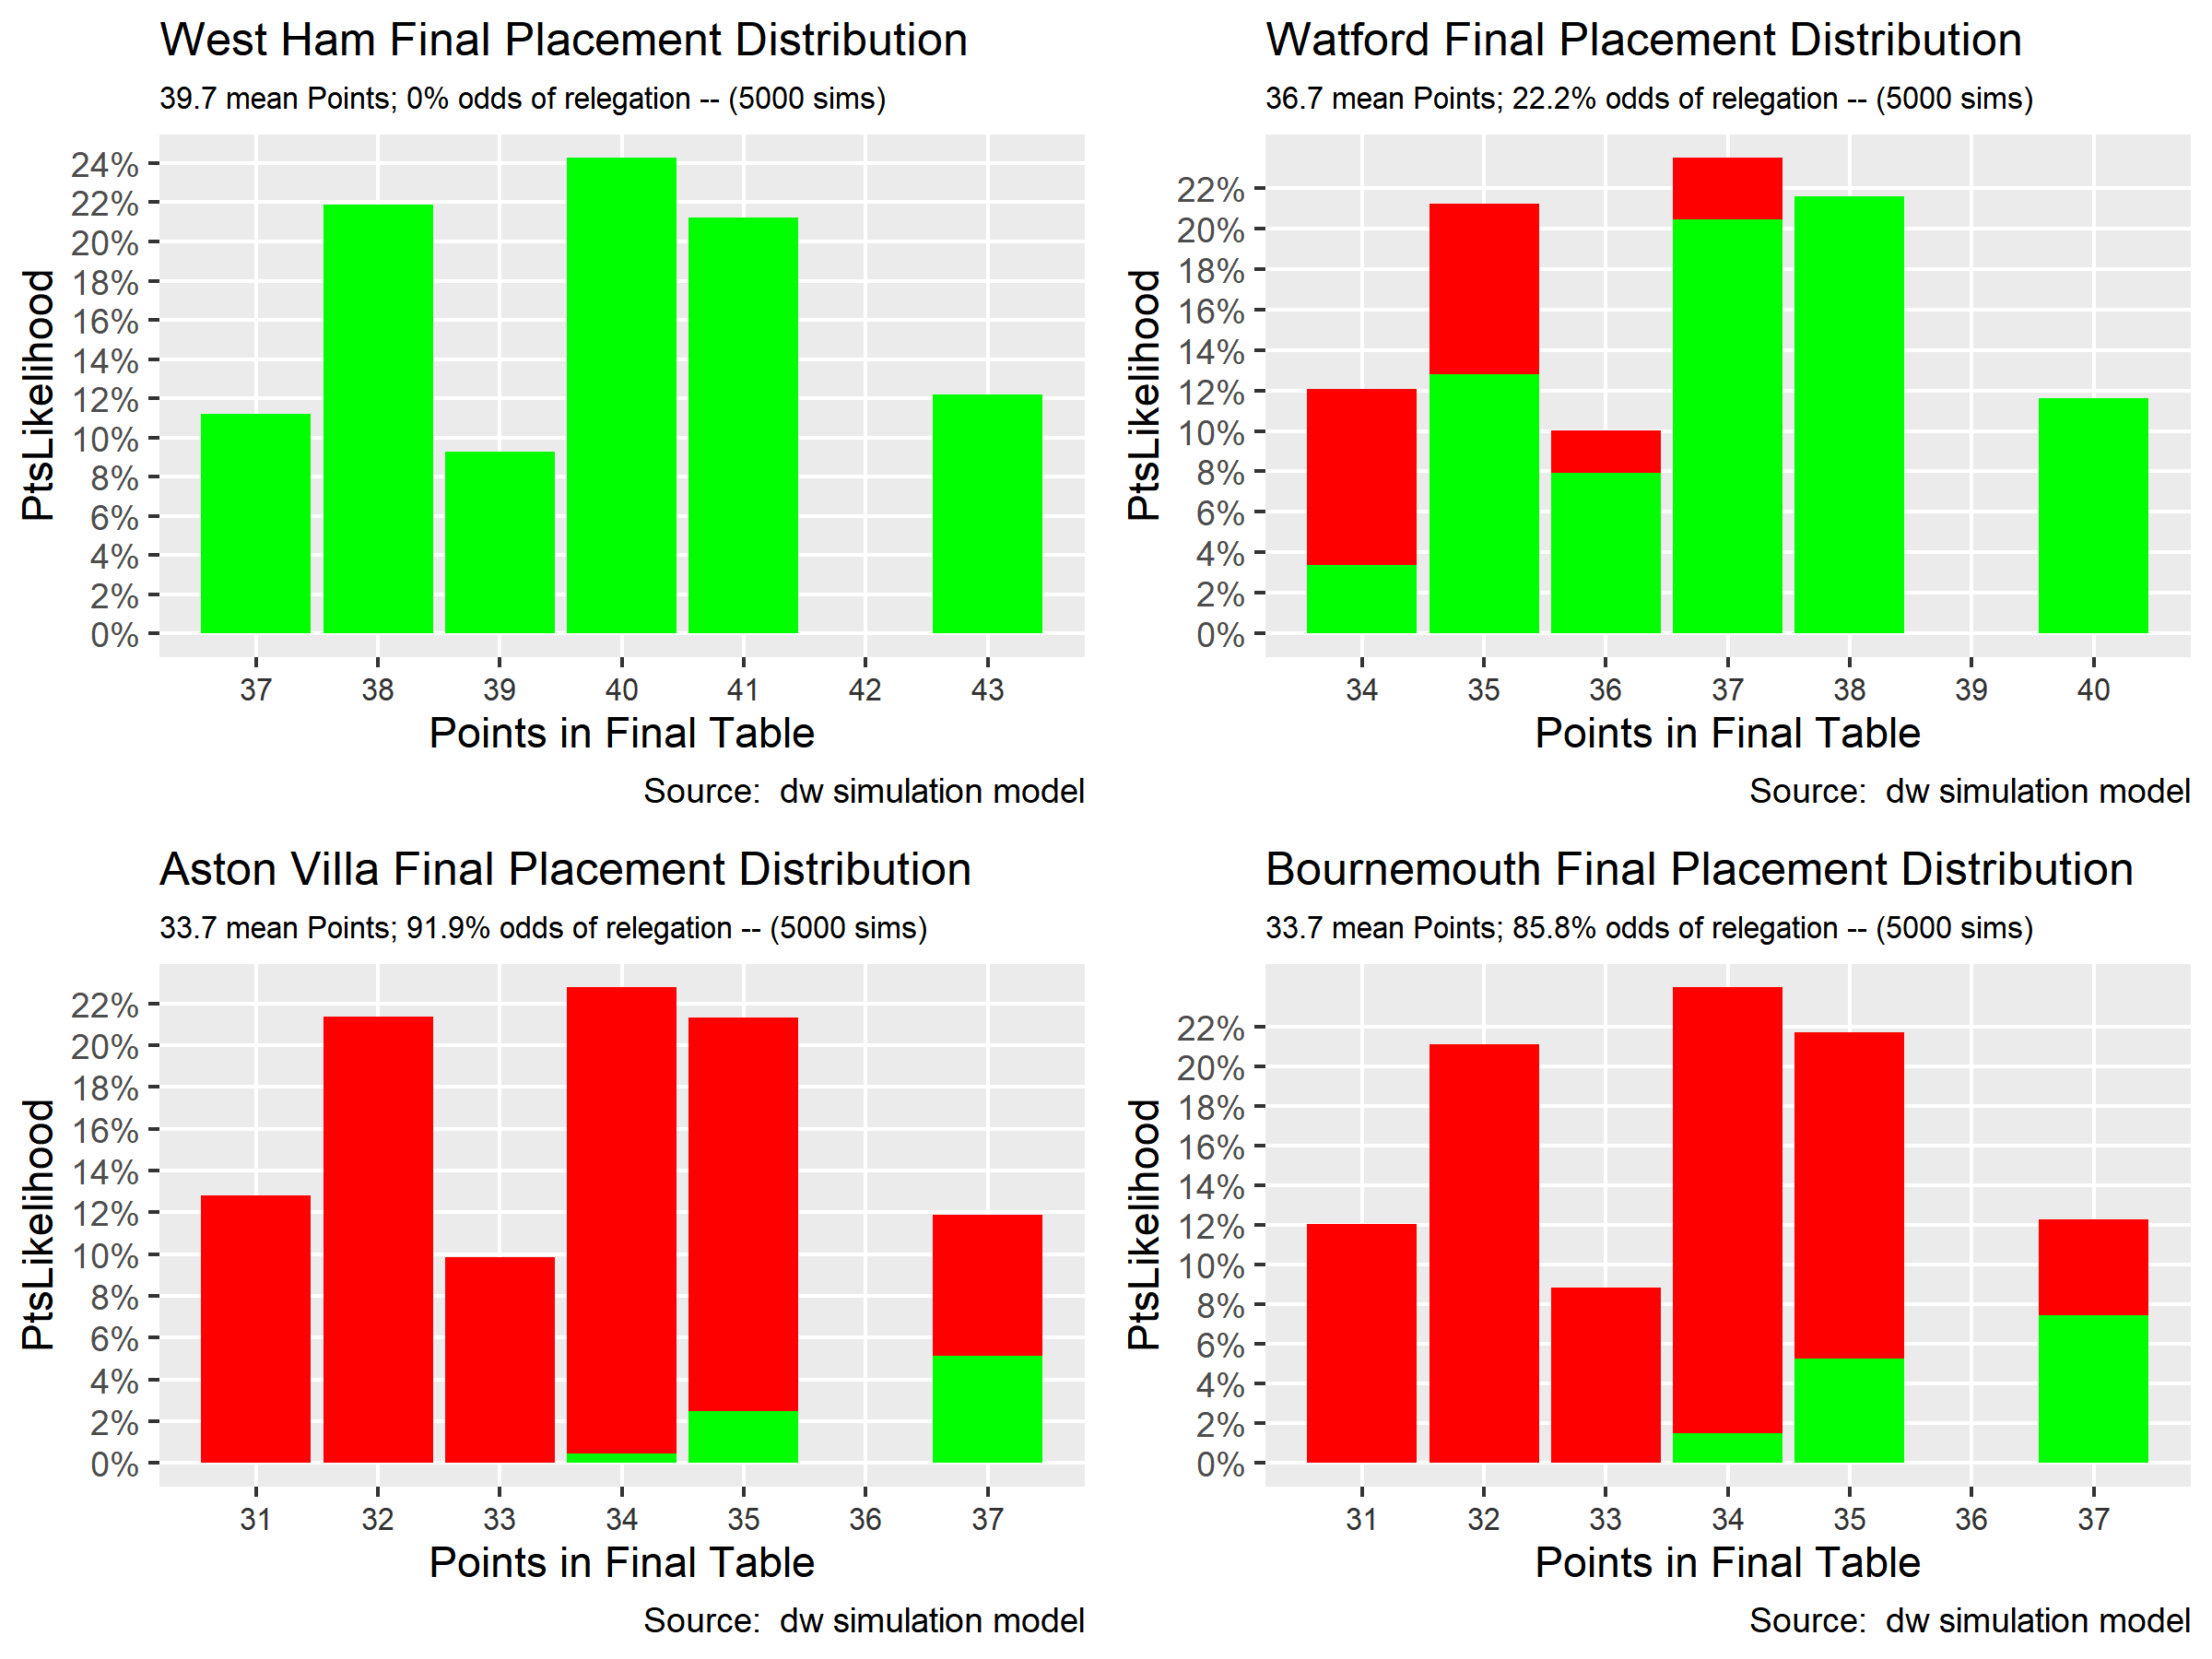 West Ham Final Placement Distribution
39.7 mean Points; 0% odds of relegation -- (5000 sims)
PtsLikelihood
24%
22%
20%
18%
16%
14%
12%
10%
8%
6%
4%
2%
0%
37 38 39 40 41 42 43
Points in Final Table
Source:  dw simulation model
Watford Final Placement Distribution
36.7 mean Points; 22.2% odds of relegation -- (5000 sims)
PtsLikelihood
22%
20%
18%
16%
14%
12%
10%
8%
6%
4%
2%
0%
34 35 36 37 38 39 40
Points in Final Table
Source:  dw simulation model
Aston Villa Final Placement Distribution
33.7 mean Points; 91.9% odds of relegation -- (5000 sims)
PtsLikelihood
22%
20%
18%
16%
14%
12%
10%
8%
6%
4%
2%
0%
31 32 33 34 35 36 37
Points in Final Table
Source:  dw simulation model
Bournemouth Final Placement Distribution
33.7 mean Points; 85.8% odds of relegation -- (5000 sims)
PtsLikelihood
22%
20%
18%
16%
14%
12%
10%
8%
6%
4%
2%
0%
31 32 33 34 35 36 37
Points in Final Table
Source:  dw simulation model